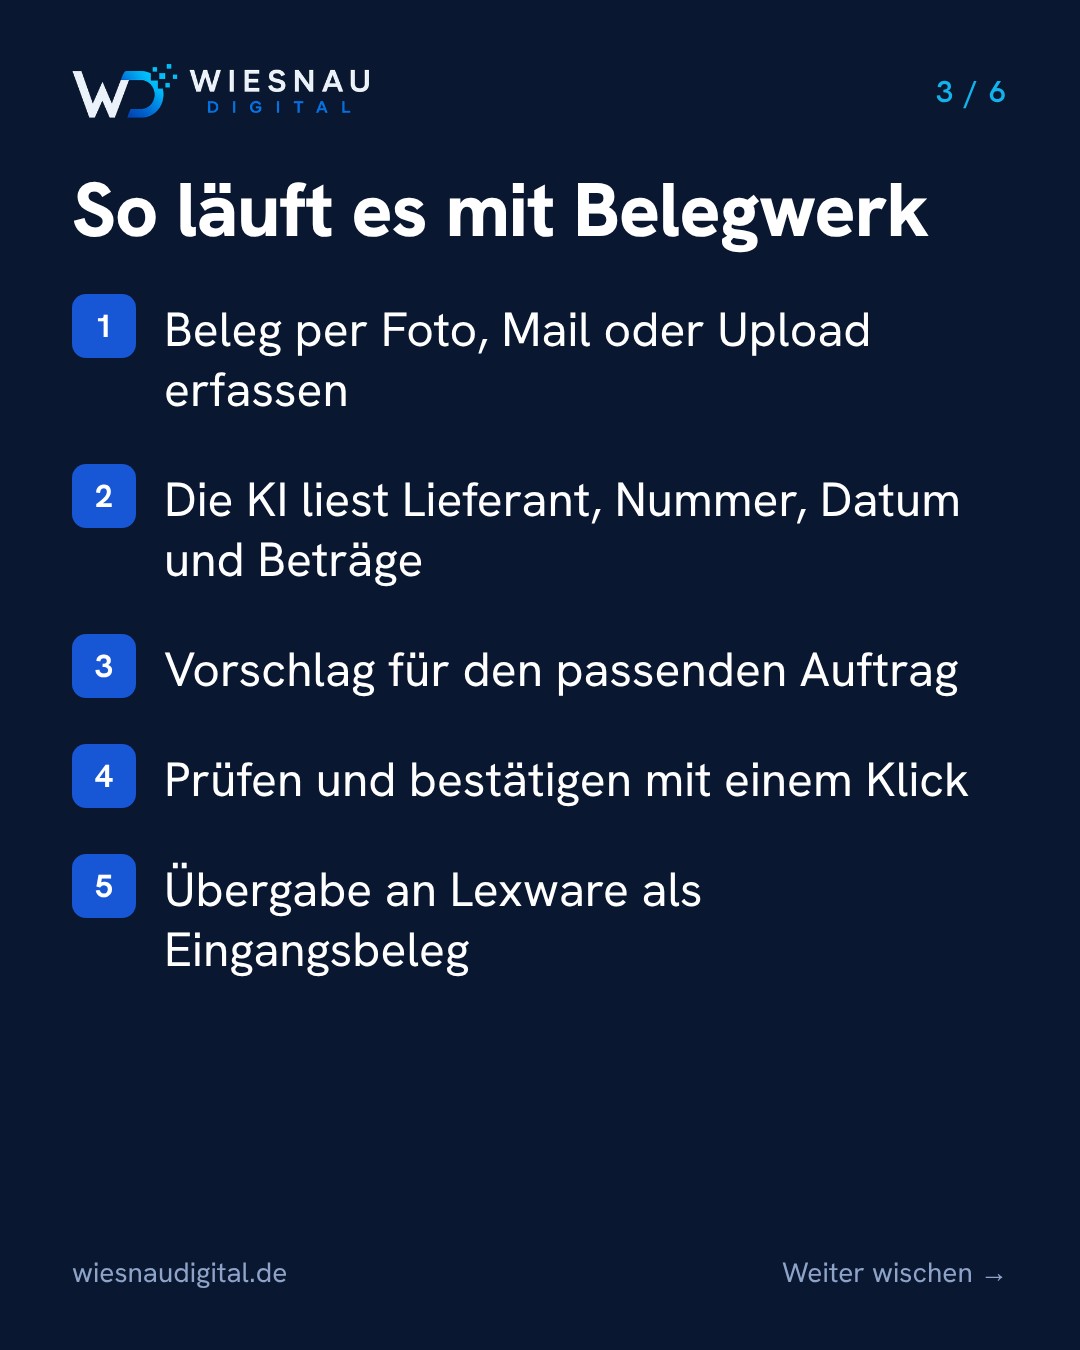 WIESNAU
DIGITAL
3 / 6
So läuft es mit Belegwerk
1
Beleg per Foto, Mail oder Upload
erfassen
2
Die KI liest Lieferant, Nummer, Datum
und Beträge
3
Vorschlag für den passenden Auftrag
4
Prüfen und bestätigen mit einem Klick
5
Übergabe an Lexware als
Eingangsbeleg
wiesnaudigital.de
Weiter wischen →